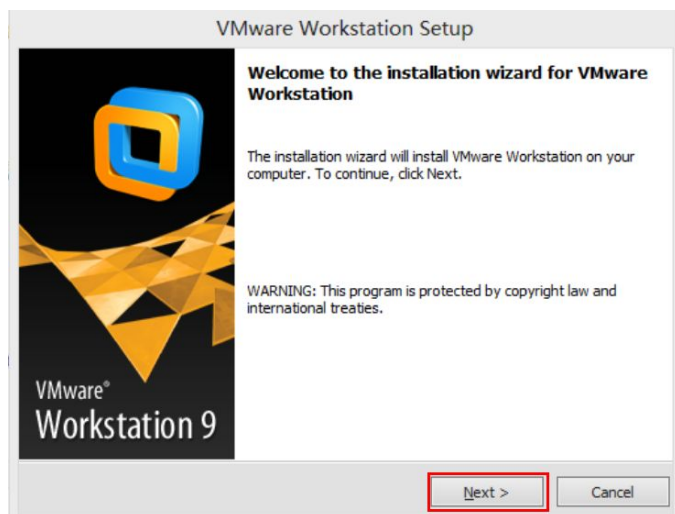 VMware Workstation Setup
Welcome to the installation wizard for VMware
Workstation
The installation wizard will install VMware Workstation on your
computer. To continue, click Next.
WARNING: This program is protected by copyright law and
international treaties.
VMware®
Workstation 9
Next >
Cancel